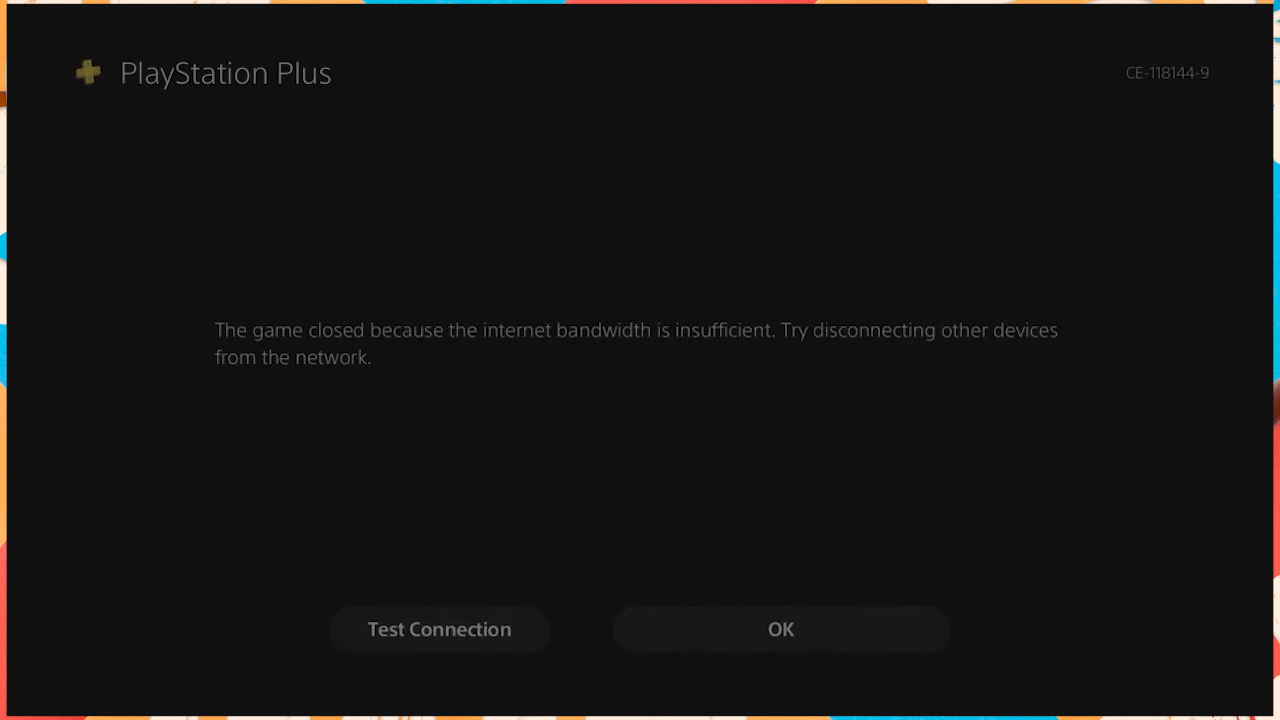 PlayStation Plus
CE-118144-9
The game closed because the internet bandwidth is insufficient. Try disconnecting other devices
from the network.
Test Connection
OK